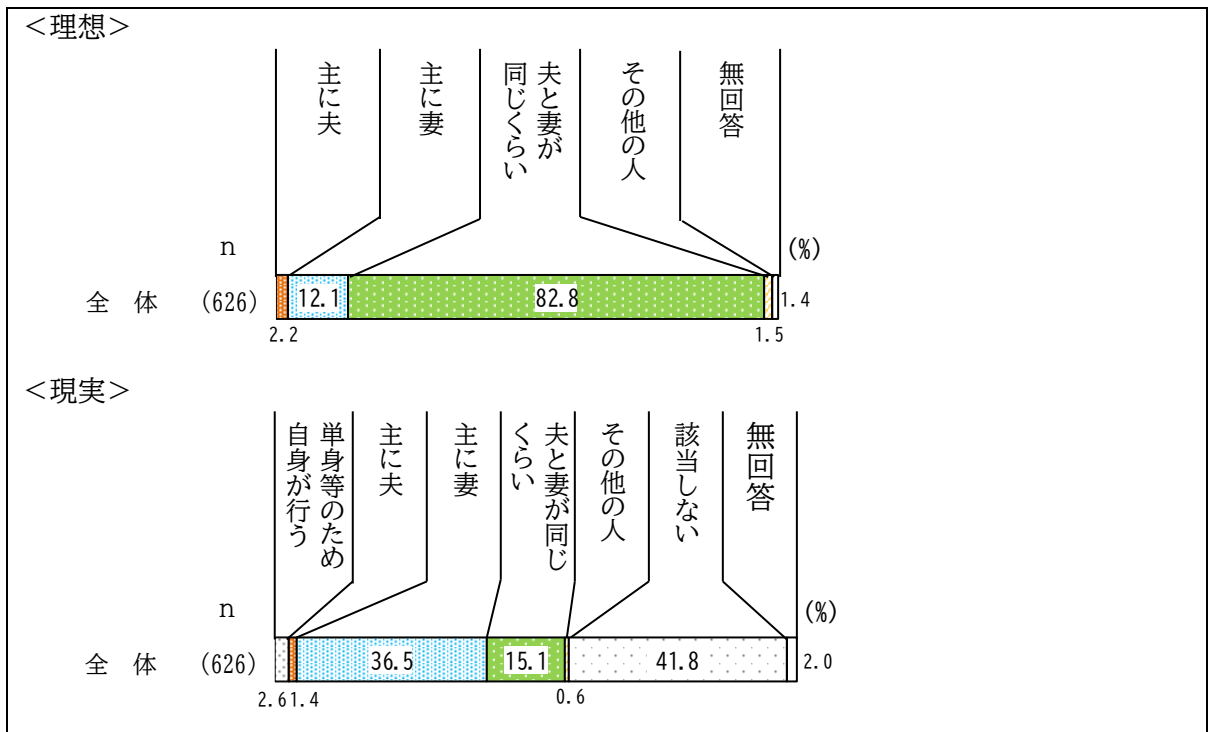 <理想>
主に夫
主に妻
夫と妻が
同じくらい
その他の人
無回答
n
(%)
全 体 (626)
12.1
82.8
1.4
2.2
1.5
<現実>
単身等のため
自身が行う
主に夫
主に妻
夫と妻が同じ
くらい
その他の人
該当しない
無回答
n
(%)
全 体 (626)
36.5
15.1
41.8
2.0
2.6
1.4
0.6